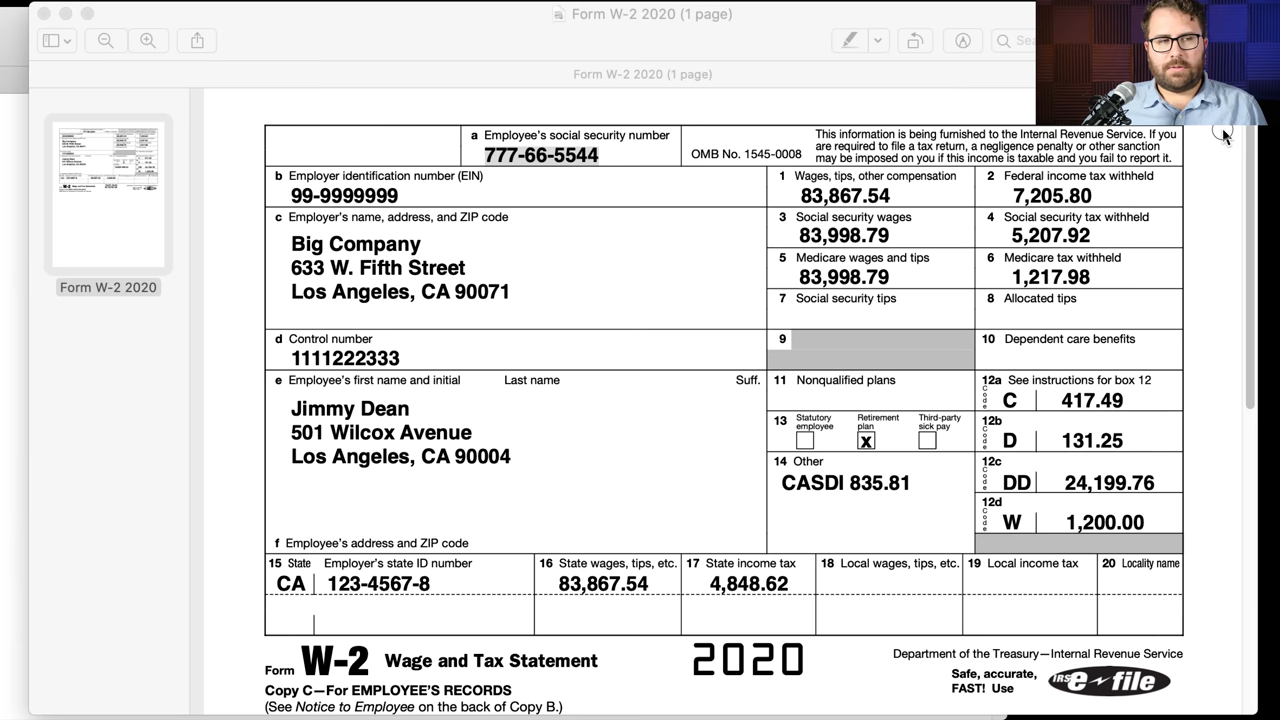 Form W-2 2020 (1 page)
Form W-2 2020 (1 page)
Form W-2 2020
a Employee's social security number
777-66-5544
OMB No. 1545-0008
This information is being furnished to the Internal Revenue Service. If you
are required to file a tax return, a negligence penalty or other sanction
may be imposed on you if this income is taxable and you fail to report it.
b Employer identification number (EIN)
99-9999999
1 Wages, tips, other compensation
83,867.54
2 Federal income tax withheld
7,205.80
c Employer's name, address, and ZIP code
Big Company
633 W. Fifth Street
Los Angeles, CA 90071
3 Social security wages
83,998.79
4 Social security tax withheld
5,207.92
5 Medicare wages and tips
83,998.79
6 Medicare tax withheld
1,217.98
7 Social security tips
8 Allocated tips
d Control number
1111222333
9
10 Dependent care benefits
e Employee's first name and initial Last name Suff.
Jimmy Dean
501 Wilcox Avenue
Los Angeles, CA 90004
f Employee's address and ZIP code
11 Nonqualified plans
12a See instructions for box 12
Code C 417.49
13 Statutory employee Retirement plan X Third-party sick pay
12b
Code D 131.25
14 Other
CASDI 835.81
12c
Code DD 24,199.76
12d
Code W 1,200.00
15 State Employer's state ID number
CA 123-4567-8
16 State wages, tips, etc.
83,867.54
17 State income tax
4,848.62
18 Local wages, tips, etc.
19 Local income tax
20 Locality name
Form W-2 Wage and Tax Statement
2020
Department of the Treasury—Internal Revenue Service
Copy C—For EMPLOYEE'S RECORDS
(See Notice to Employee on the back of Copy B.)
Safe, accurate,
FAST! Use
IRS e-file